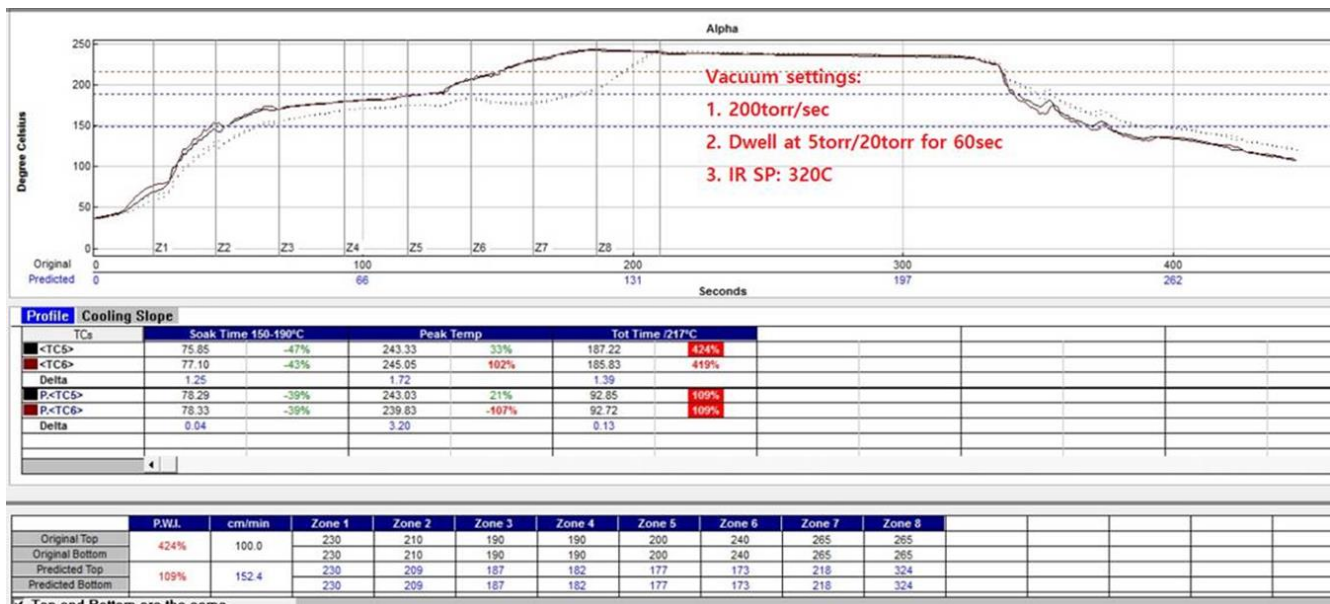 Alpha
250
200
150
100
50
0
Degree Celsius
Vacuum settings:
1. 200torr/sec
2. Dwell at 5torr/20torr for 60sec
3. IR SP: 320C
Z1 Z2 Z3 Z4 Z5 Z6 Z7 Z8
Original 0 100 200 300 400
Predicted 0 66 131 197 262
Seconds
Profile Cooling Slope
TCs Soak Time 150-190°C Peak Temp Tot Time /217°C
<TC5> 75.85 -47% 243.33 33% 187.22 424%
<TC6> 77.10 -43% 245.05 102% 185.83 419%
Delta 1.25 1.72 1.39
P.<TC5> 78.29 -39% 243.03 21% 92.85 109%
P.<TC6> 78.33 -39% 239.83 -107% 92.72 109%
Delta 0.04 3.20 0.13
P.W.I. cm/min Zone 1 Zone 2 Zone 3 Zone 4 Zone 5 Zone 6 Zone 7 Zone 8
Original Top 424% 100.0 230 210 190 190 200 240 265 265
Original Bottom 230 210 190 190 200 240 265 265
Predicted Top 109% 152.4 230 209 187 182 177 173 218 324
Predicted Bottom 230 209 187 182 177 173 218 324
Top and Bottom are the same